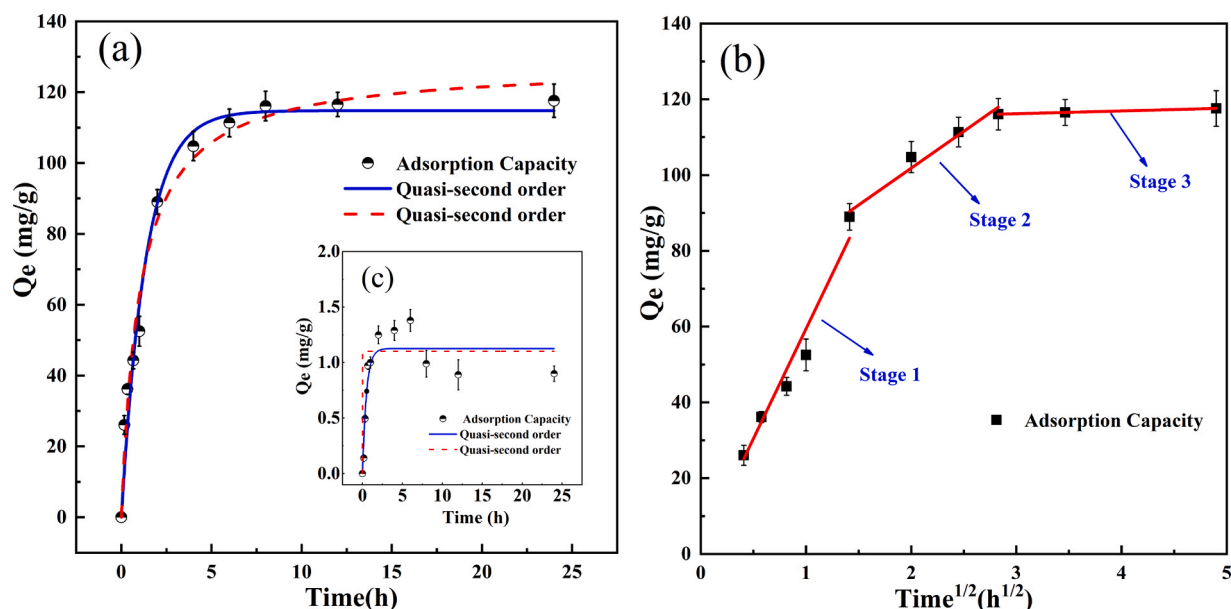 (a)
Qe (mg/g)
140
120
100
80
60
40
20
0
Adsorption Capacity
Quasi-second order
Quasi-second order
0
5
10
15
20
25
Time(h)
(c)
Qe (mg/g)
2.0
1.5
1.0
0.5
0.0
Adsorption Capacity
Quasi-second order
Quasi-second order
0
5
10
15
20
25
Time (h)
(b)
Qe (mg/g)
140
120
100
80
60
40
20
0
Stage 1
Stage 2
Stage 3
Adsorption Capacity
0
1
2
3
4
5
Time^1/2(h^1/2)